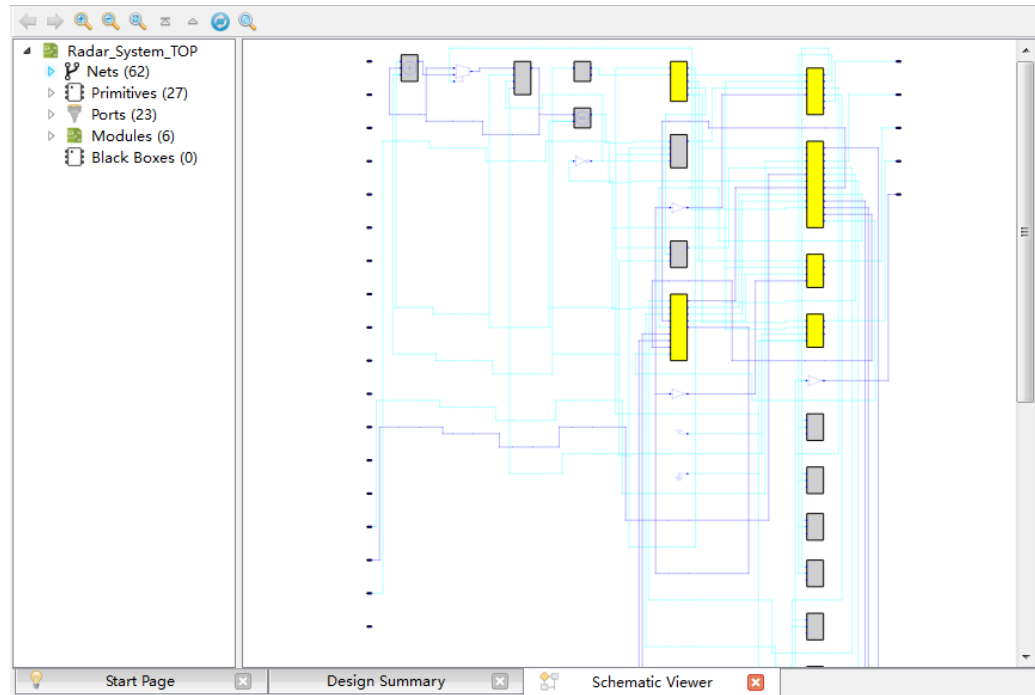 Radar_System_TOP
Nets (62)
Primitives (27)
Ports (23)
Modules (6)
Black Boxes (0)
Start Page
Design Summary
Schematic Viewer